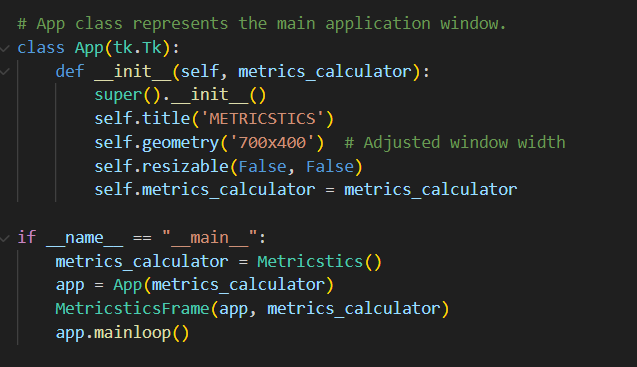 # App class represents the main application window.
class App(tk.Tk):
    def __init__(self, metrics_calculator):
        super().__init__()
        self.title('METRICSTICS')
        self.geometry('700x400')  # Adjusted window width
        self.resizable(False, False)
        self.metrics_calculator = metrics_calculator

if __name__ == "__main__":
    metrics_calculator = Metricstics()
    app = App(metrics_calculator)
    MetricsticsFrame(app, metrics_calculator)
    app.mainloop()